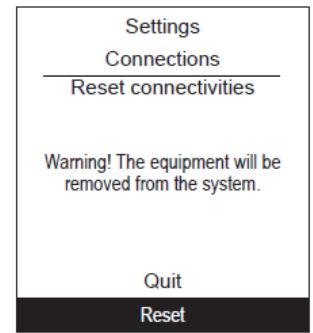 Settings
Connections
Reset connectivities
Warning! The equipment will be
removed from the system.
Quit
Reset